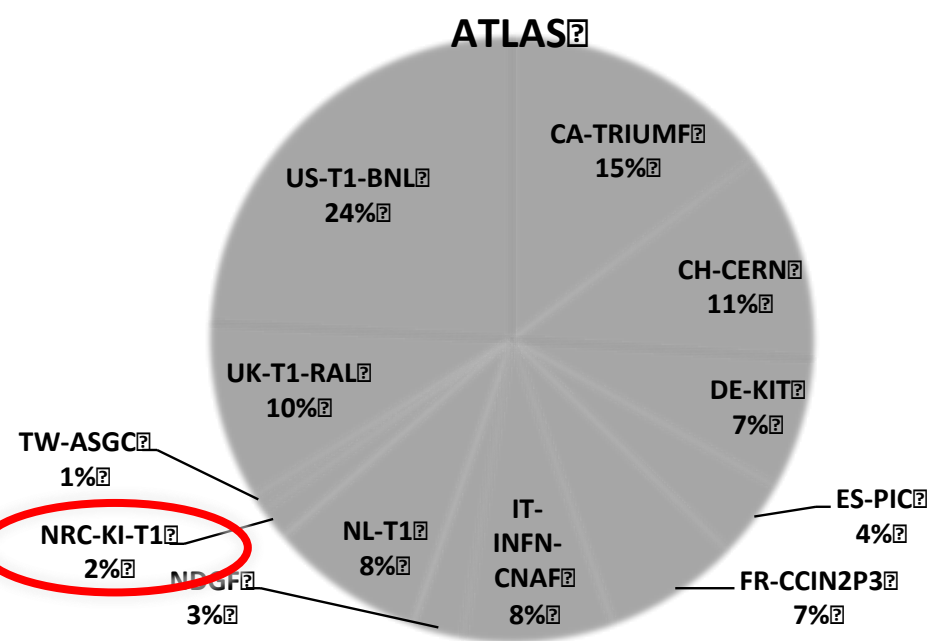 ATLAS
CA-TRIUMF
15%
US-T1-BNL
24%
CH-CERN
11%
UK-T1-RAL
10%
DE-KIT
7%
TW-ASGC
1%
ES-PIC
4%
NRC-KI-T1
2%
NL-T1
8%
IT-
INFN-
CNAF
8%
NDGF
3%
FR-CCIN2P3
7%